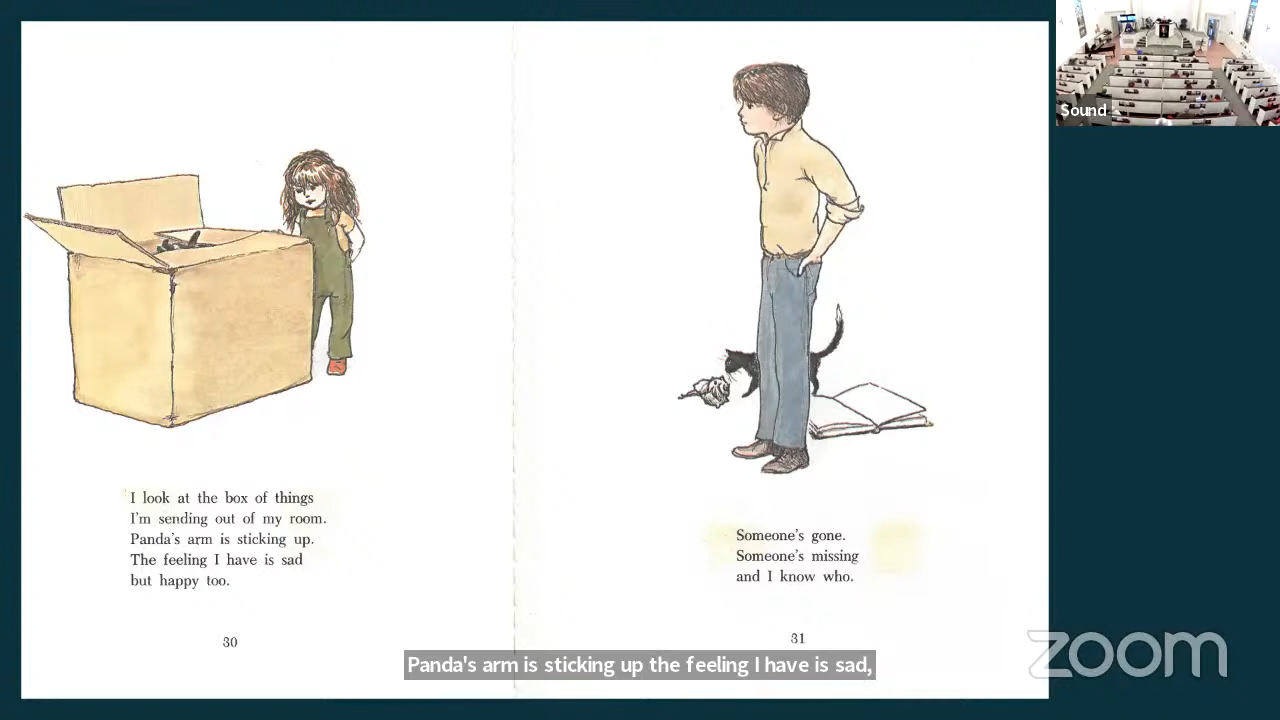 Sound
I look at the box of things
I'm sending out of my room.
Panda's arm is sticking up.
The feeling I have is sad
but happy too.
30
Someone's gone.
Someone's missing
and I know who.
31
Panda's arm is sticking up the feeling I have is sad,
zoom